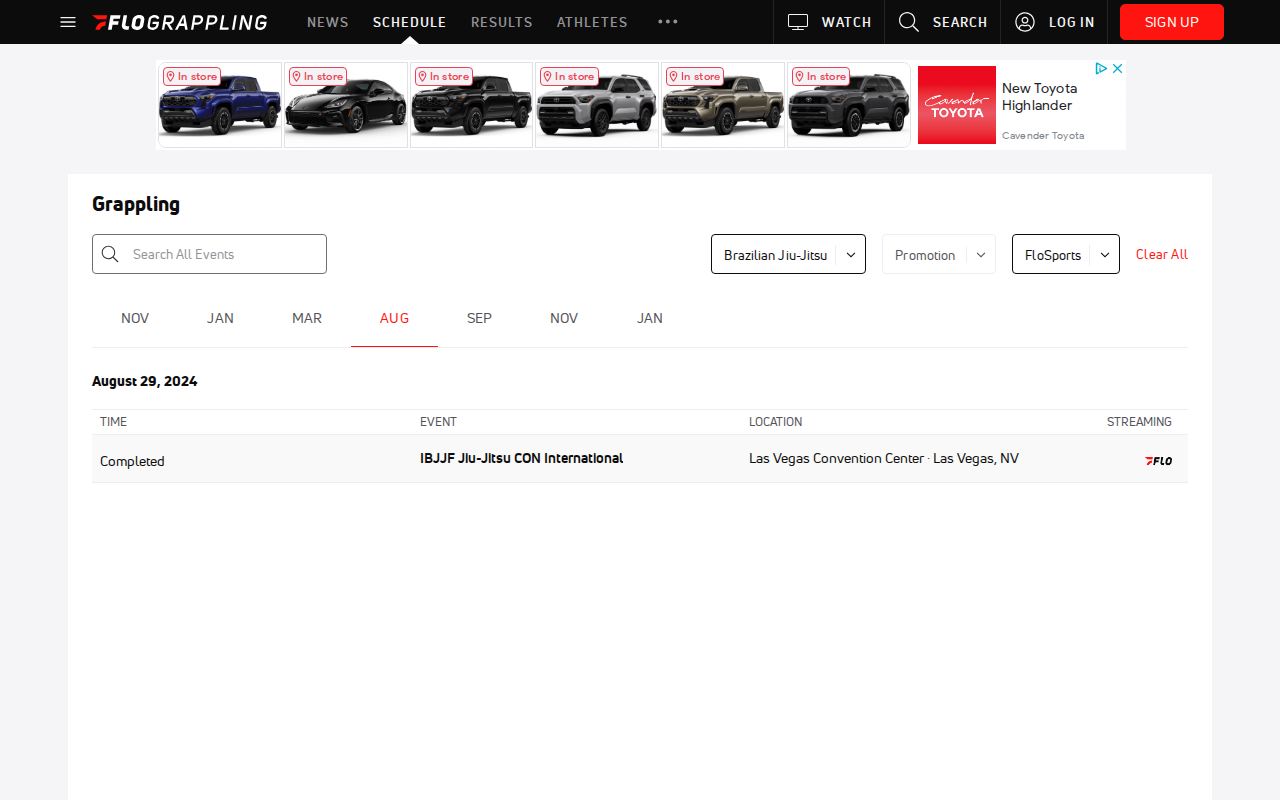 FLOGRAPPLING NEWS SCHEDULE RESULTS ATHLETES ••• WATCH SEARCH LOG IN SIGN UP
In store In store In store In store In store In store
Cavender TOYOTA
New Toyota
Highlander
Cavender Toyota
Grappling
Search All Events Brazilian Jiu-Jitsu Promotion FloSports Clear All
NOV JAN MAR AUG SEP NOV JAN
August 29, 2024
TIME EVENT LOCATION STREAMING
Completed IBJJF Jiu-Jitsu CON International Las Vegas Convention Center · Las Vegas, NV FLO